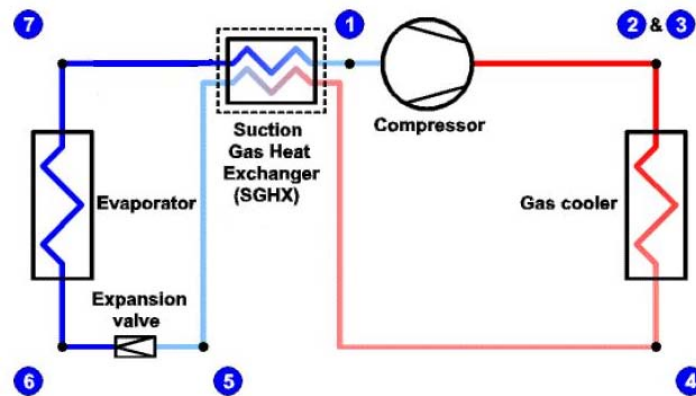 7
1
2 & 3
Suction
Gas Heat
Exchanger
(SGHX)
Compressor
Evaporator
Gas cooler
Expansion
valve
6
5
4